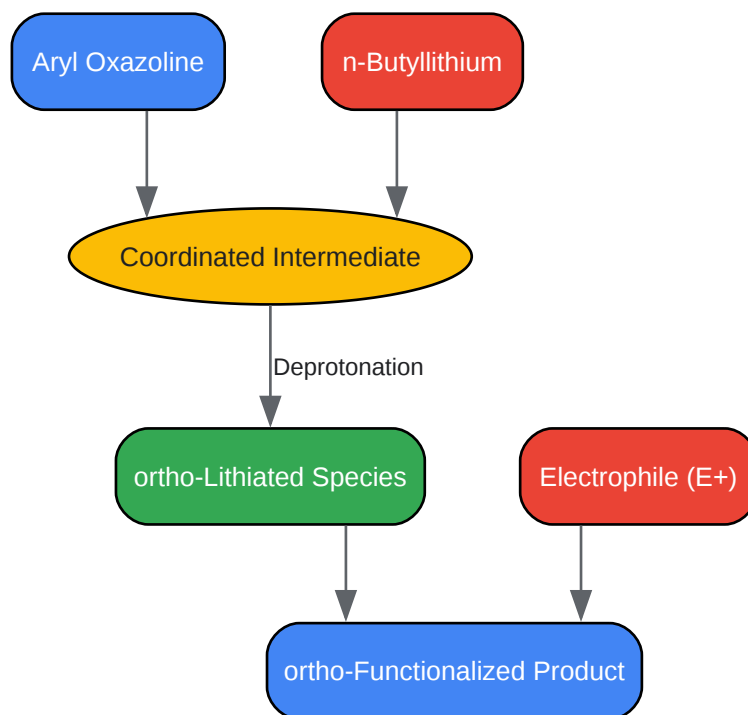 Aryl Oxazoline
n-Butyllithium
Coordinated Intermediate
Deprotonation
ortho-Lithiated Species
Electrophile (E+)
ortho-Functionalized Product